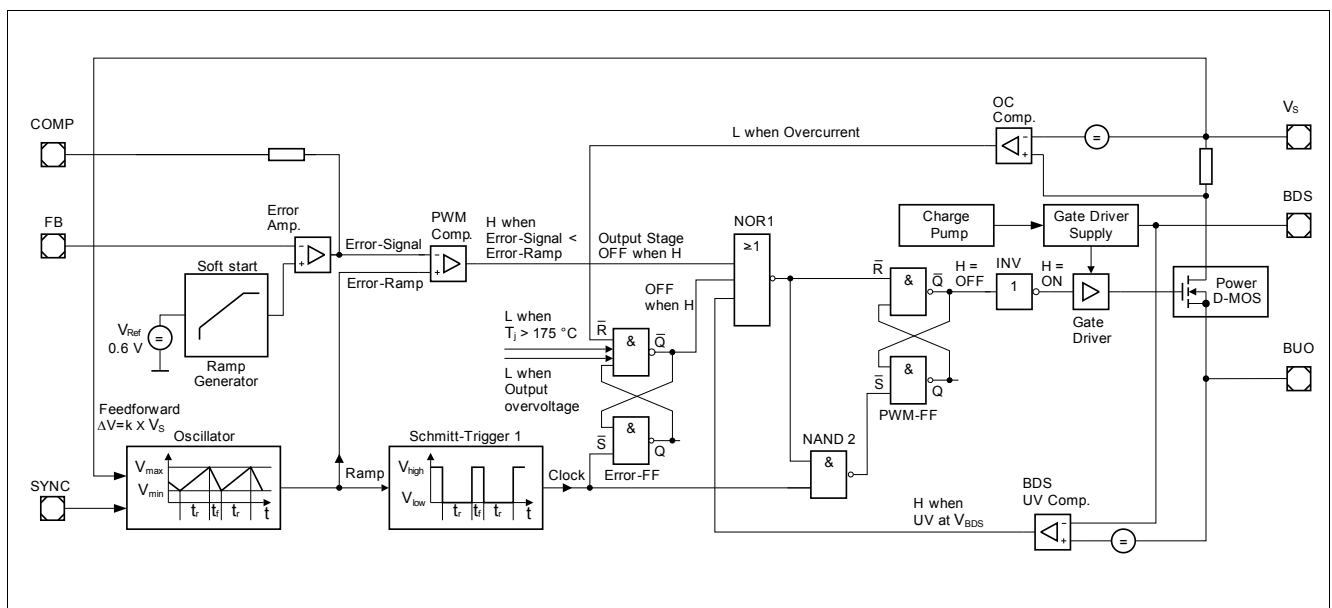 OC
Comp.
COMP
VS
L when Overcurrent
–
=
+
FB
Error
Amp.
PWM
Comp.
H when
Error-Signal <
Error-Ramp
Output Stage
OFF when H
NOR1
≥1
Charge
Pump
Gate Driver
Supply
BDS
–
+
Error-Signal
–
+
Error-Ramp
Soft start
OFF
when H
R̅
&
Q̅
H =
OFF
INV
1
H =
ON
Power
D-MOS
VRef
0.6 V
=
L when
Tj > 175 °C
R̅
&
Q̅
Gate
Driver
Ramp
Generator
L when
Output
overvoltage
S̅
&
Q
PWM-FF
BUO
Feedforward
ΔV=k x VS
Oscillator
Schmitt-Trigger 1
S̅
&
Q
Error-FF
NAND 2
&
Vmax
Vmin
tr tf tr t
Ramp
Vhigh
Vlow
tr tf tr t
Clock
SYNC
BDS
UV Comp.
H when
UV at VBDS
–
+
=